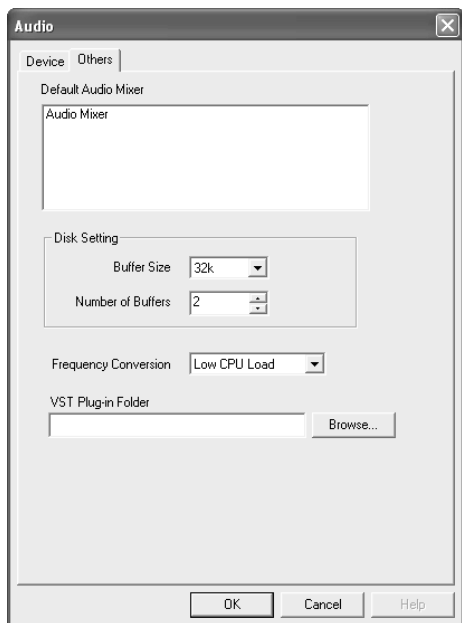 Audio
Device Others
Default Audio Mixer
Audio Mixer
Disk Setting
Buffer Size 32k
Number of Buffers 2
Frequency Conversion Low CPU Load
VST Plug-in Folder
Browse...
OK Cancel Help